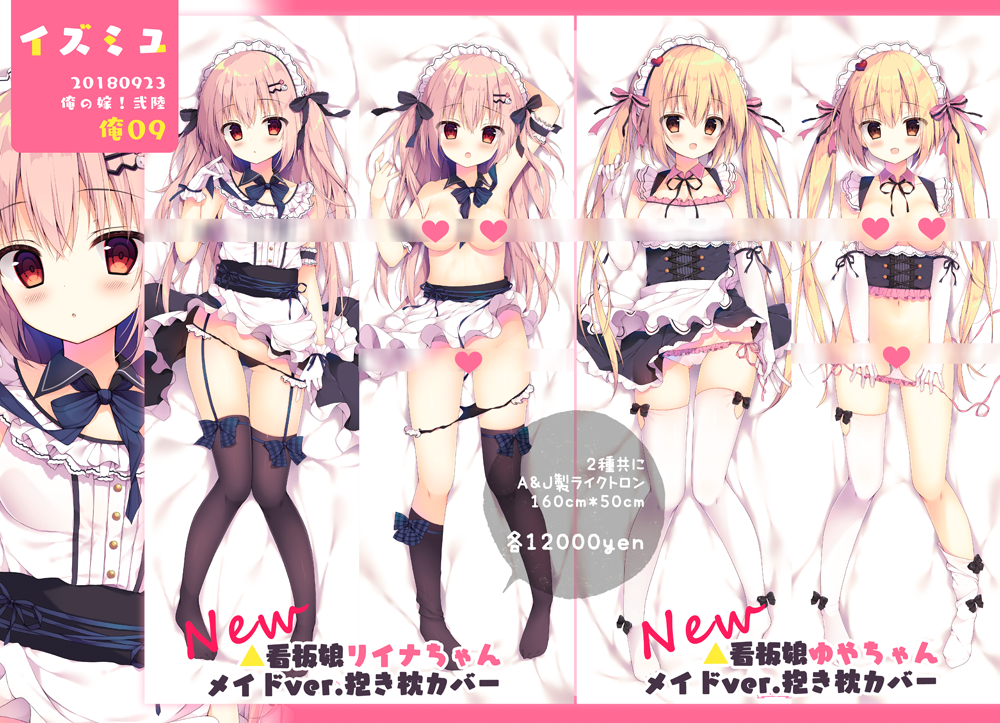 イズミユ
20180923
俺の嫁!弐陸
俺09
2種共に
A&J製ライクトロン
160cm*50cm
各12000yen
New
▲看板娘リイナちゃん
メイドver.抱き枕カバー
New
▲看板娘ゆやちゃん
メイドver.抱き枕カバー